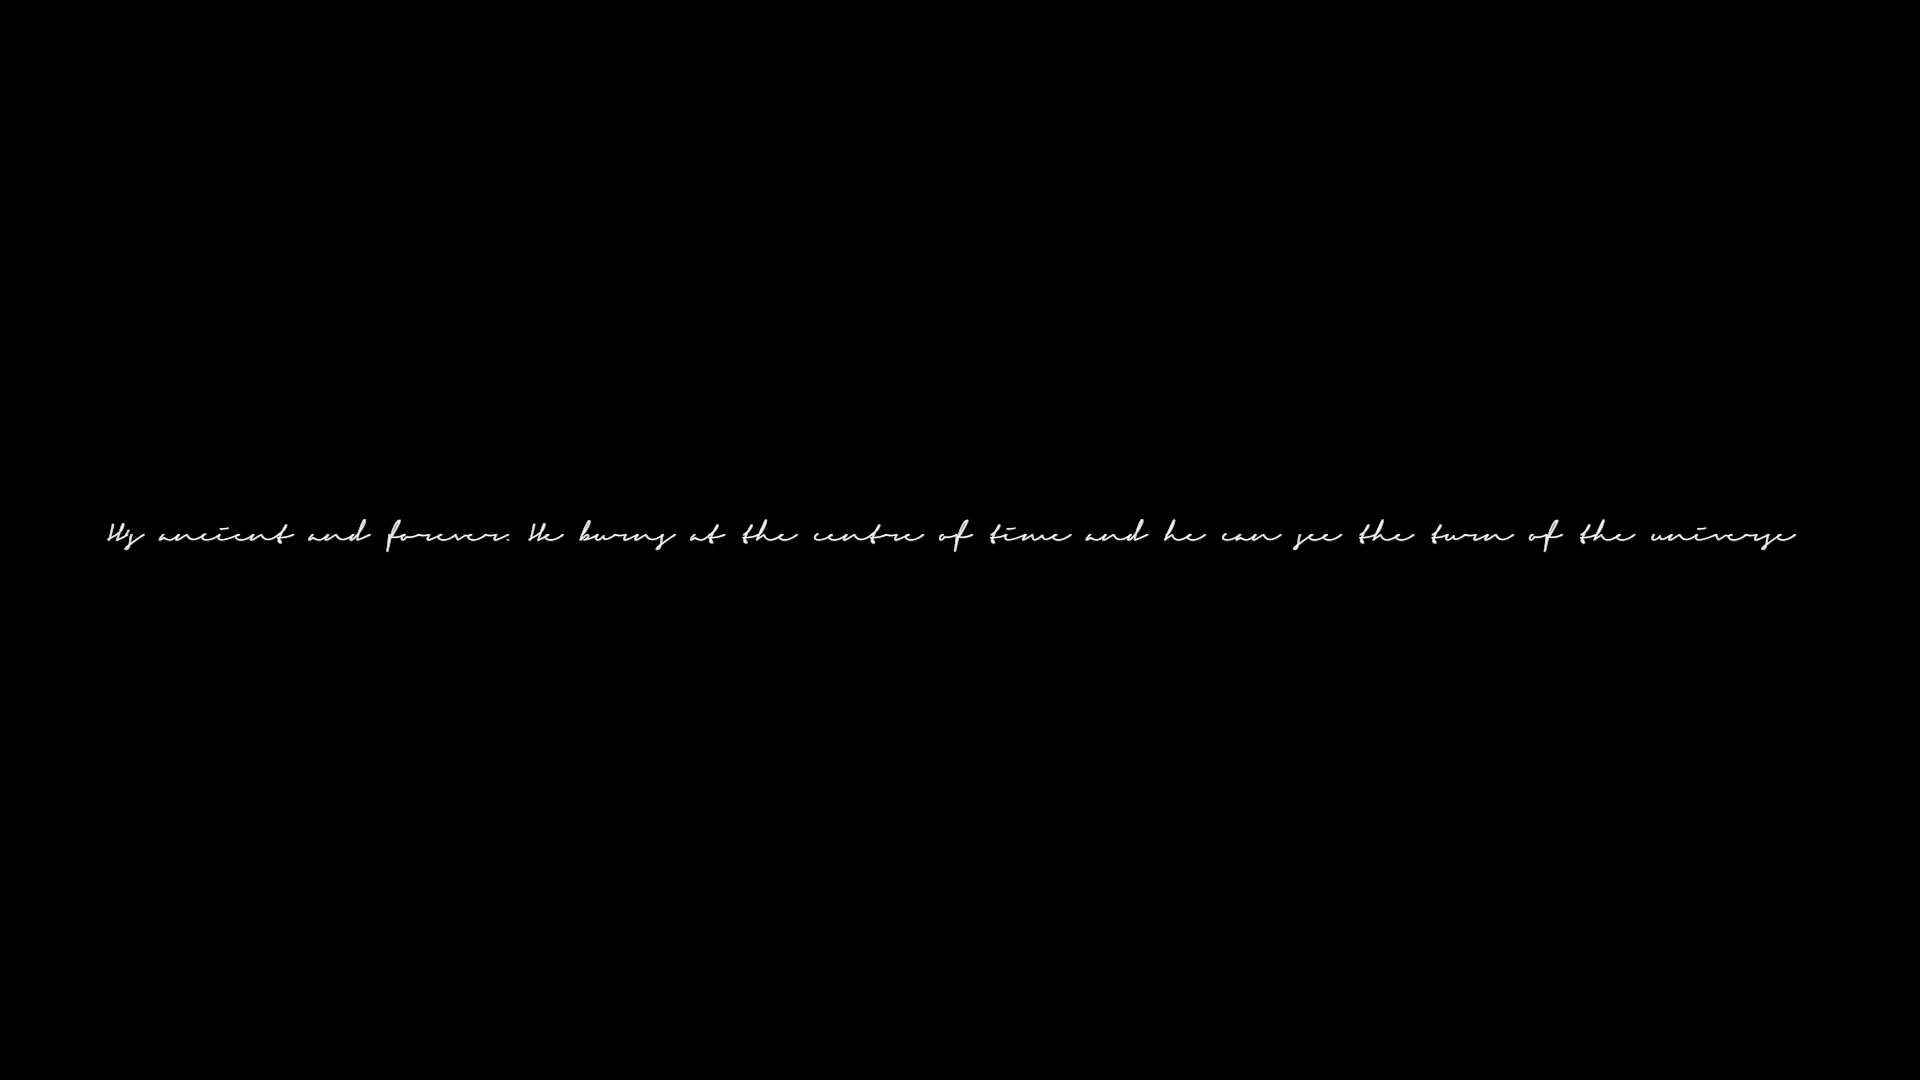 He's ancient and forever. He burns at the centre of time and he can see the turn of the universe